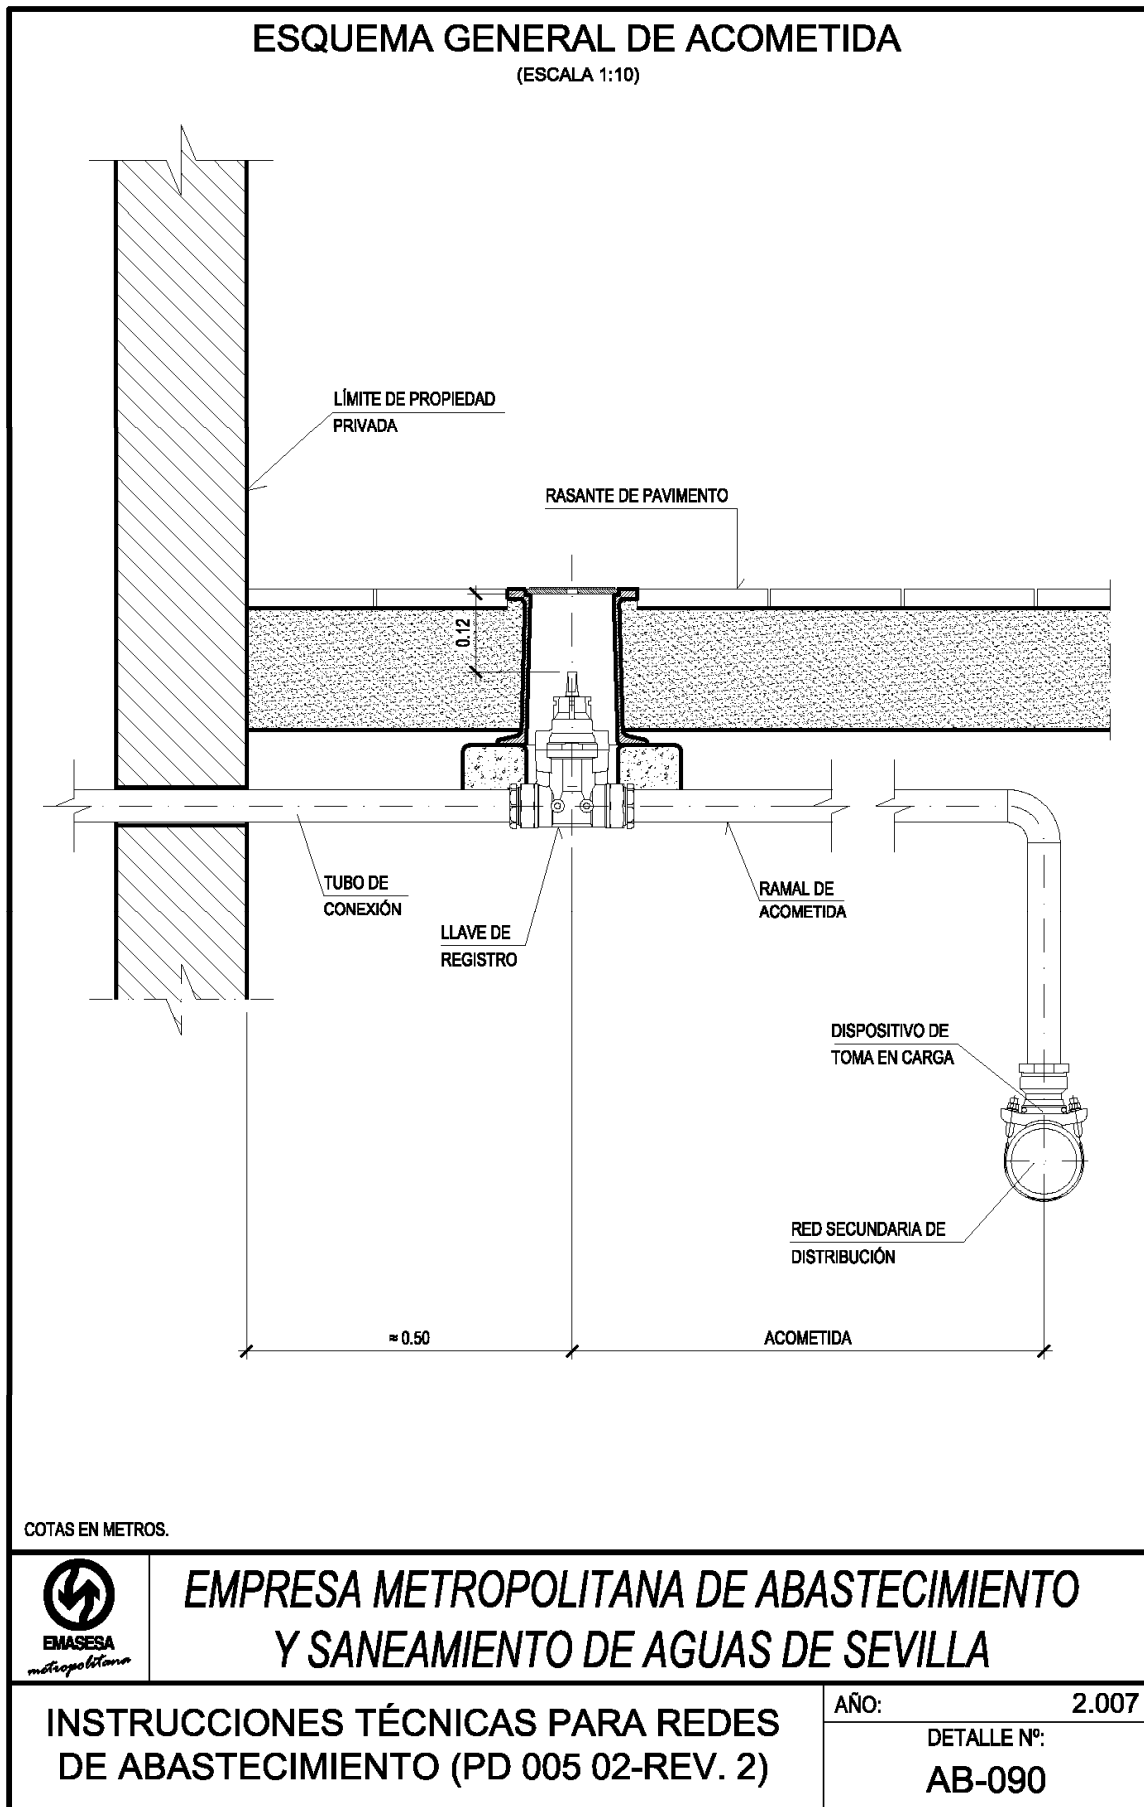 ESQUEMA GENERAL DE ACOMETIDA
(ESCALA 1:10)
LÍMITE DE PROPIEDAD
PRIVADA
RASANTE DE PAVIMENTO
0.12
TUBO DE
CONEXIÓN
LLAVE DE
REGISTRO
RAMAL DE
ACOMETIDA
DISPOSITIVO DE
TOMA EN CARGA
RED SECUNDARIA DE
DISTRIBUCIÓN
≈ 0.50
ACOMETIDA
COTAS EN METROS.
EMASESA
metropolitana
EMPRESA METROPOLITANA DE ABASTECIMIENTO
Y SANEAMIENTO DE AGUAS DE SEVILLA
INSTRUCCIONES TÉCNICAS PARA REDES
DE ABASTECIMIENTO (PD 005 02-REV. 2)
AÑO: 2.007
DETALLE Nº:
AB-090